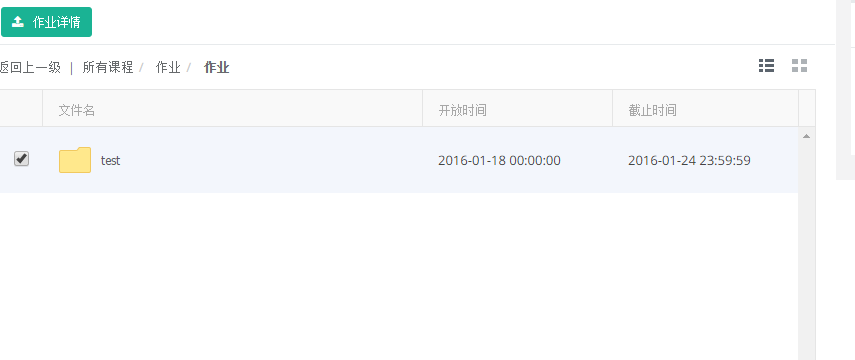 作业详情
返回上一级 | 所有课程 / 作业 / 作业
文件名 开放时间 截止时间
test 2016-01-18 00:00:00 2016-01-24 23:59:59